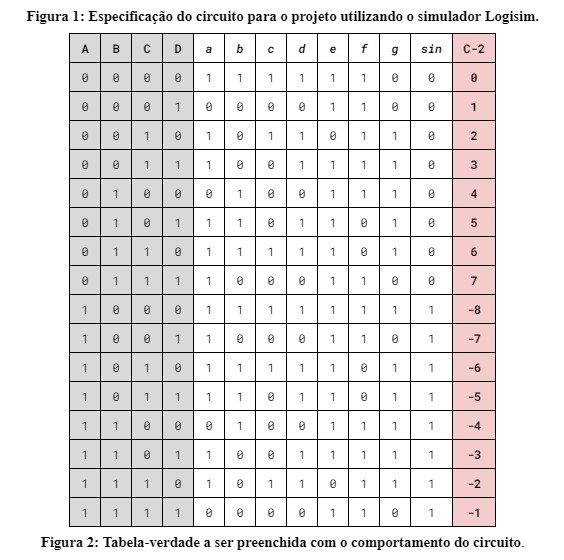 Figura 1: Especificação do circuito para o projeto utilizando o simulador Logisim.
A B C D a b c d e f g sin C-2
0 0 0 0 1 1 1 1 1 1 0 0 0
0 0 0 1 0 0 0 0 1 1 0 0 1
0 0 1 0 1 0 1 1 0 1 1 0 2
0 0 1 1 1 0 0 1 1 1 1 0 3
0 1 0 0 0 1 0 0 1 1 1 0 4
0 1 0 1 1 1 0 1 1 0 1 0 5
0 1 1 0 1 1 1 1 1 0 1 0 6
0 1 1 1 1 0 0 0 1 1 0 0 7
1 0 0 0 1 1 1 1 1 1 1 1 -8
1 0 0 1 1 0 0 0 1 1 0 1 -7
1 0 1 0 1 1 1 1 1 0 1 1 -6
1 0 1 1 1 1 0 1 1 0 1 1 -5
1 1 0 0 0 1 0 0 1 1 1 1 -4
1 1 0 1 1 0 0 1 1 1 1 1 -3
1 1 1 0 1 0 1 1 0 1 1 1 -2
1 1 1 1 0 0 0 0 1 1 0 1 -1
Figura 2: Tabela-verdade a ser preenchida com o comportamento do circuito.